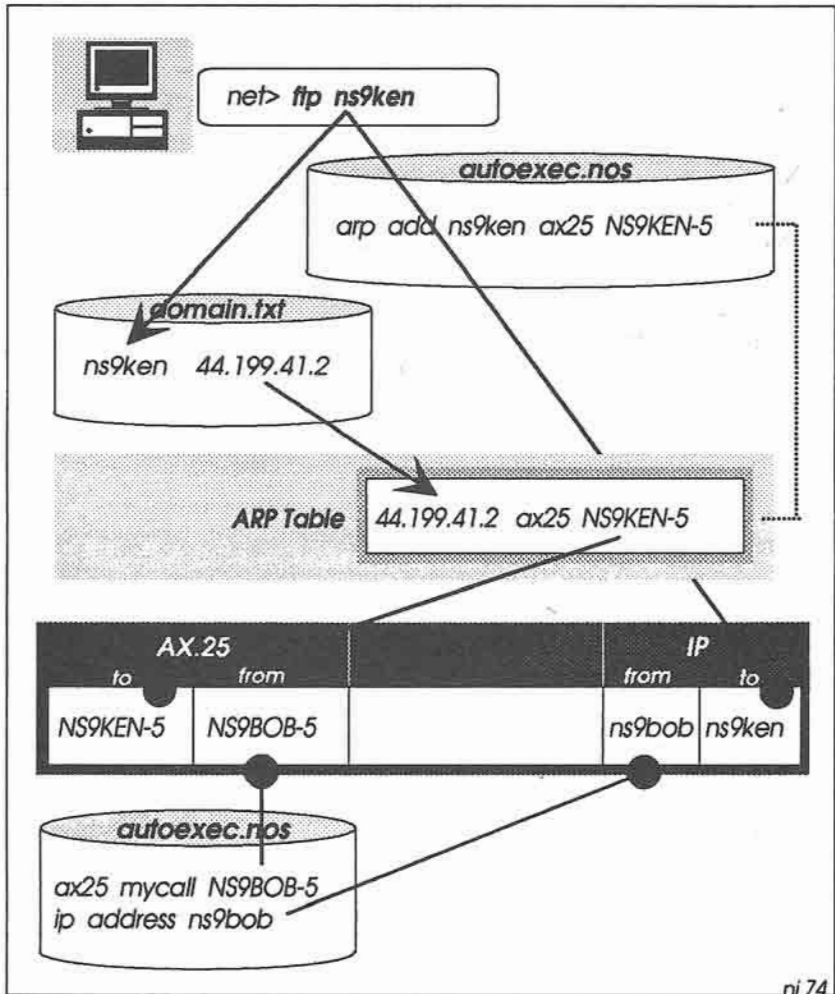 net> ftp ns9ken
autoexec.nos
arp add ns9ken ax25 NS9KEN-5
domain.txt
ns9ken 44.199.41.2
ARP Table
44.199.41.2 ax25 NS9KEN-5
AX.25 IP
to from from to
NS9KEN-5 NS9BOB-5 ns9bob ns9ken
autoexec.nos
ax25 mycall NS9BOB-5
ip address ns9bob
ni 74